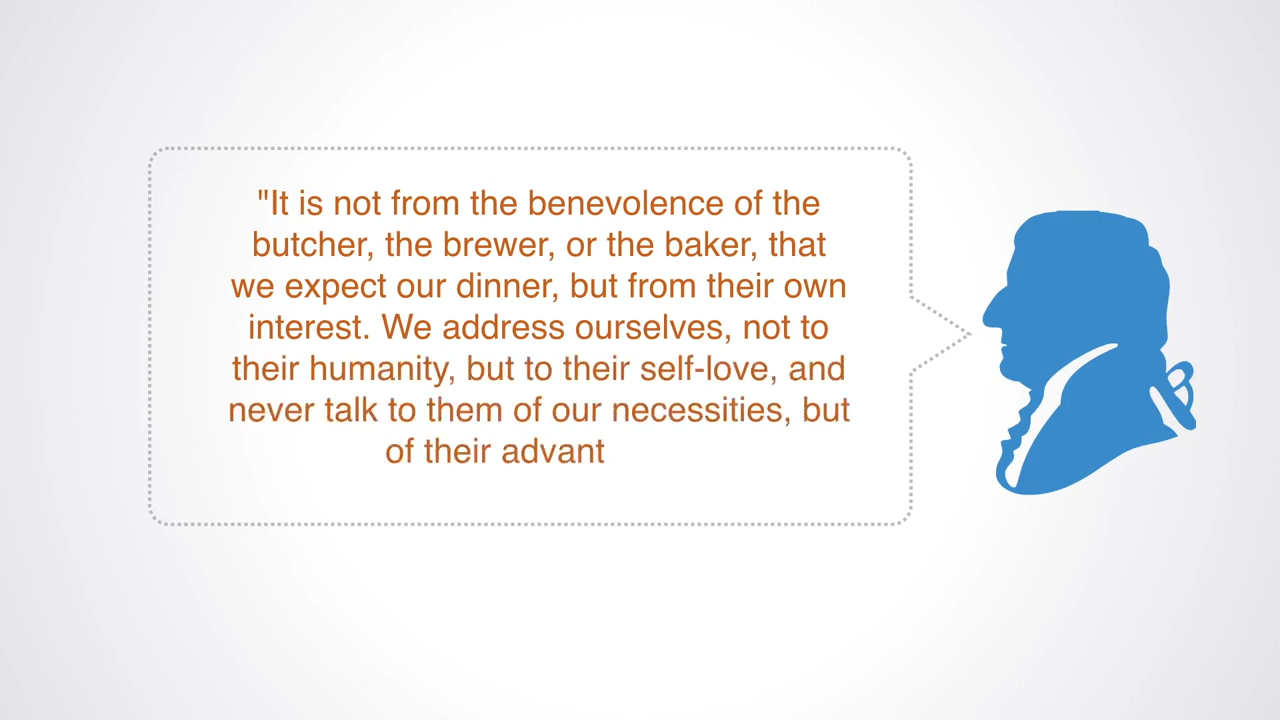 "It is not from the benevolence of the
butcher, the brewer, or the baker, that
we expect our dinner, but from their own
interest. We address ourselves, not to
their humanity, but to their self-love, and
never talk to them of our necessities, but
of their advant